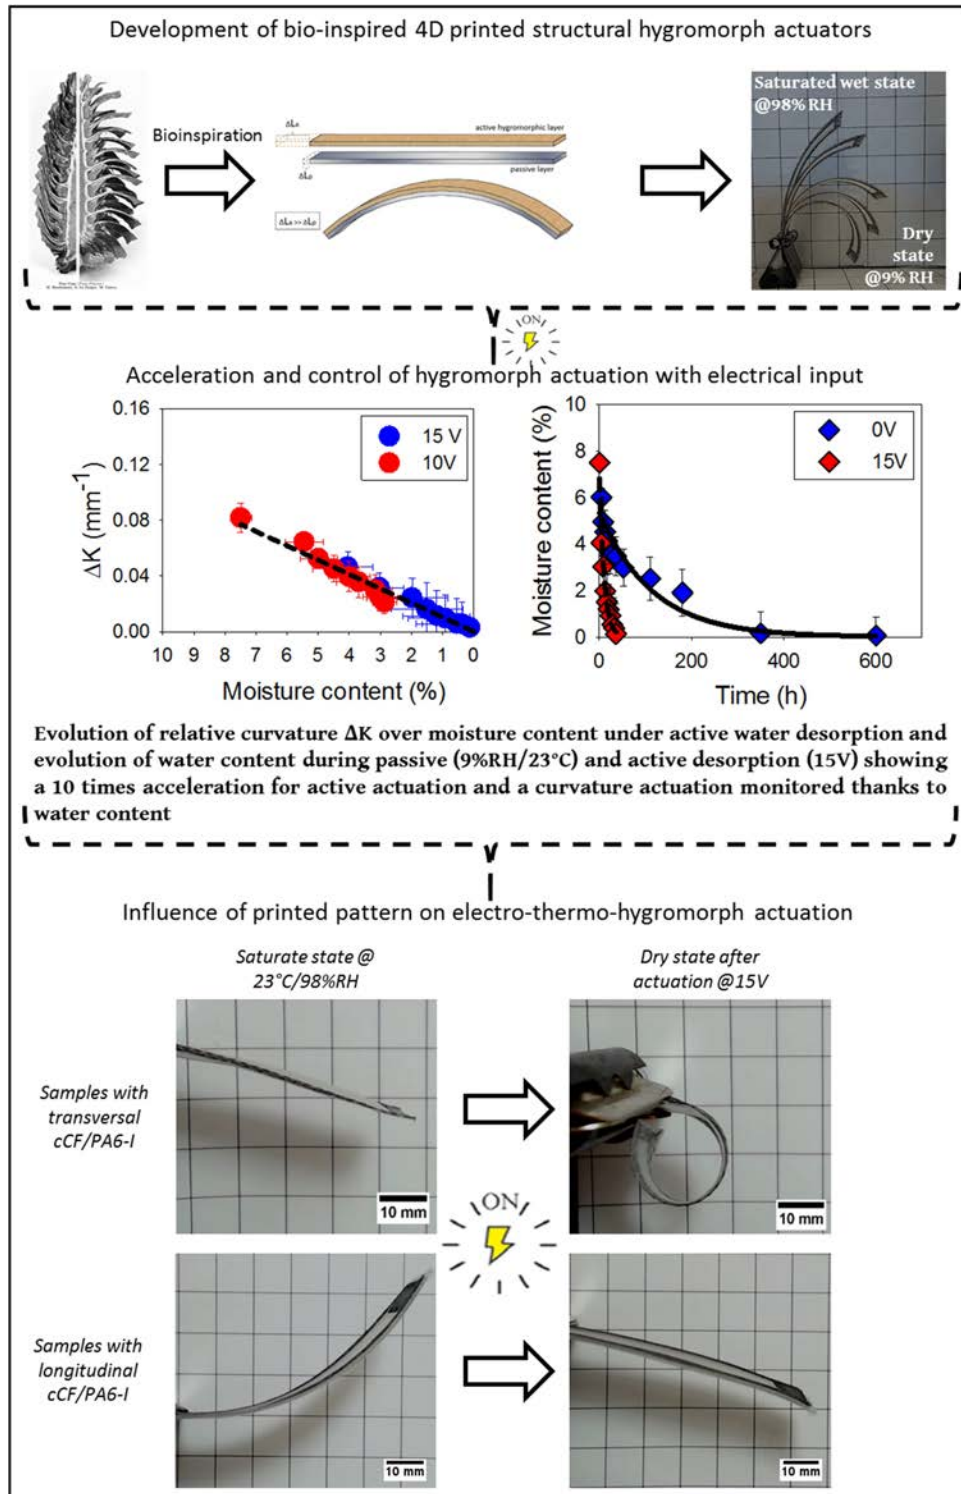 Development of bio-inspired 4D printed structural hygromorph actuators
Bioinspiration
ΔLa
active hygromorphic layer
passive layer
ΔLp
ΔLa >> ΔLp
Saturated wet state
@98% RH
Dry
state
@9% RH
ON
Acceleration and control of hygromorph actuation with electrical input
0.16
0.12
0.08
0.04
0.00
ΔK (mm⁻¹)
15 V
10V
10 9 8 7 6 5 4 3 2 1 0
Moisture content (%)
10
8
6
4
2
0
Moisture content (%)
0V
15V
0 200 400 600
Time (h)
Evolution of relative curvature ΔK over moisture content under active water desorption and
evolution of water content during passive (9%RH/23°C) and active desorption (15V) showing
a 10 times acceleration for active actuation and a curvature actuation monitored thanks to
water content
Influence of printed pattern on electro-thermo-hygromorph actuation
Saturate state @
23°C/98%RH
Dry state after
actuation @15V
Samples with
transversal
cCF/PA6-I
10 mm
10 mm
ON
Samples with
longitudinal
cCF/PA6-I
10 mm
10 mm